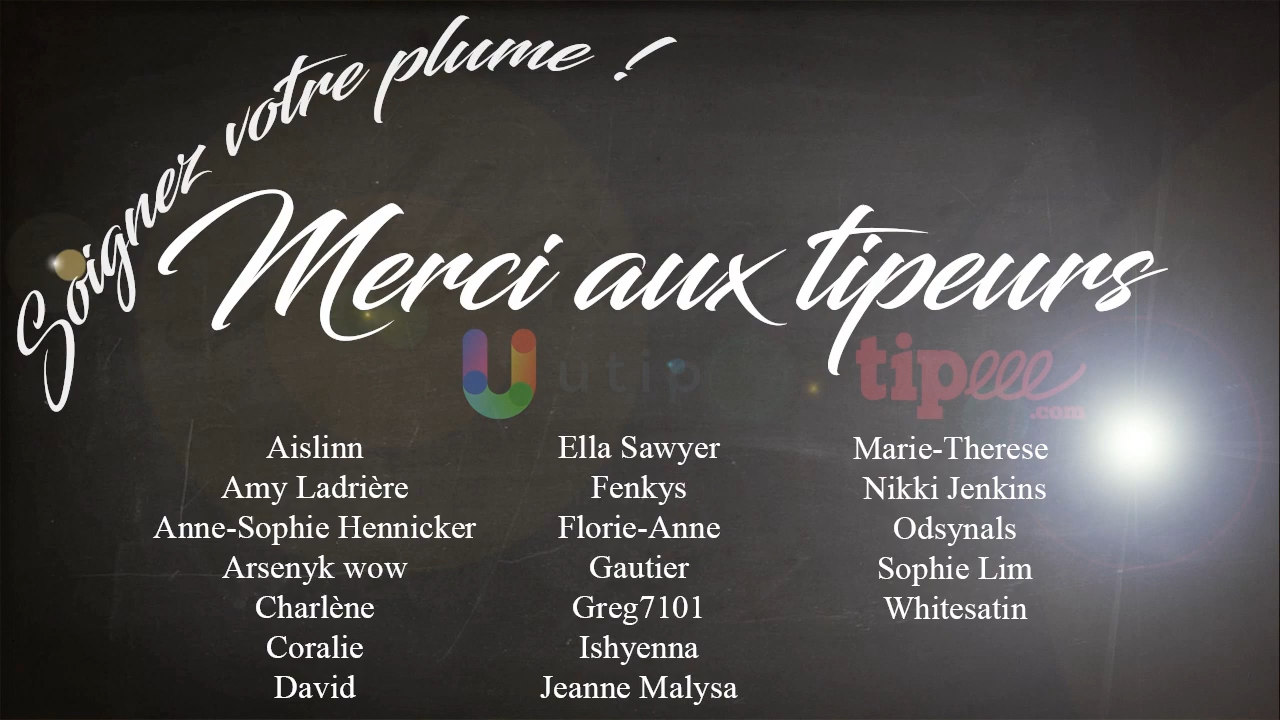 Soignez votre plume !
Merci aux tipeurs
utip
tipeee
.com
Aislinn
Amy Ladrière
Anne-Sophie Hennicker
Arsenyk wow
Charlène
Coralie
David
Ella Sawyer
Fenkys
Florie-Anne
Gautier
Greg7101
Ishyenna
Jeanne Malysa
Marie-Therese
Nikki Jenkins
Odsynals
Sophie Lim
Whitesatin